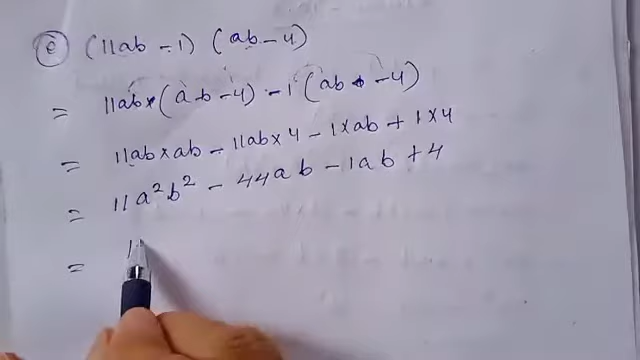 (e) (11ab - 1) (ab - 4)
= 11ab × (ab - 4) - 1 (ab - 4)
= 11ab × ab - 11ab × 4 - 1 × ab + 1 × 4
= 11a²b² - 44ab - 1ab + 4
= 1